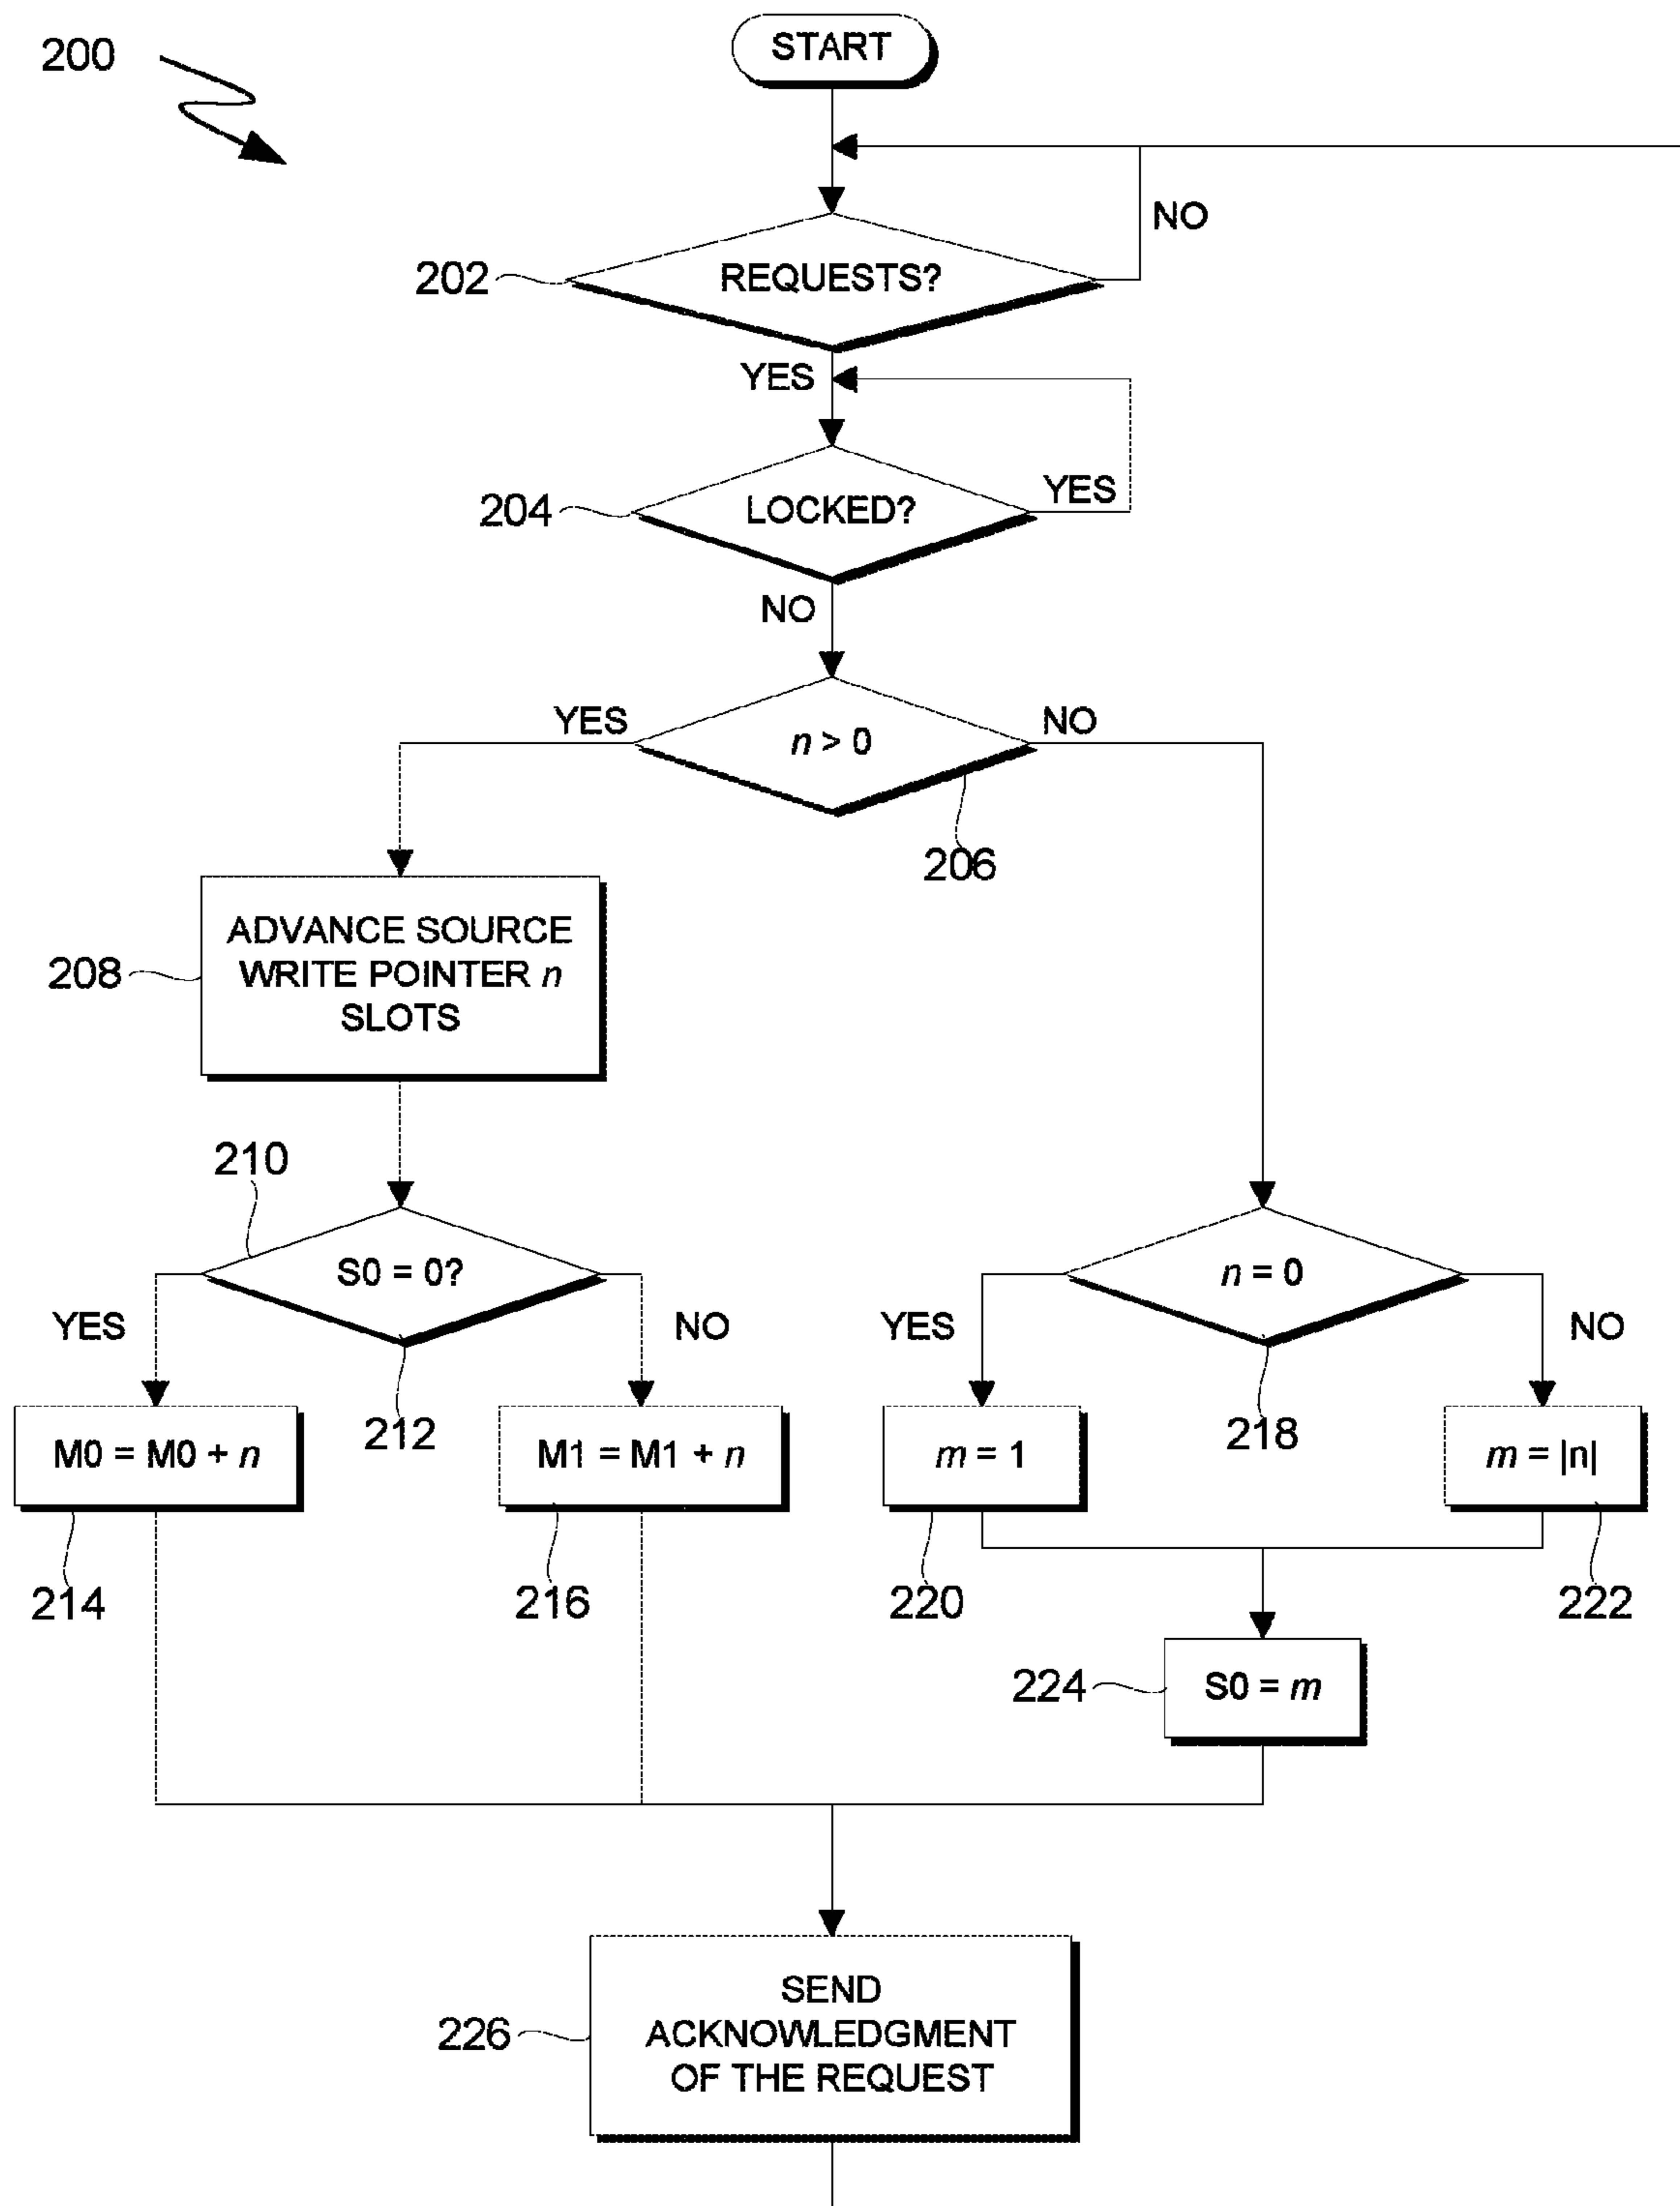 200
START
NO
202
REQUESTS?
YES
204
LOCKED?
YES
NO
YES
n > 0
NO
206
208
ADVANCE SOURCE
WRITE POINTER n
SLOTS
210
S0 = 0?
n = 0
YES
NO
YES
NO
M0 = M0 + n
212
M1 = M1 + n
m = 1
218
m = |n|
214
216
220
222
224
S0 = m
226
SEND
ACKNOWLEDGMENT
OF THE REQUEST